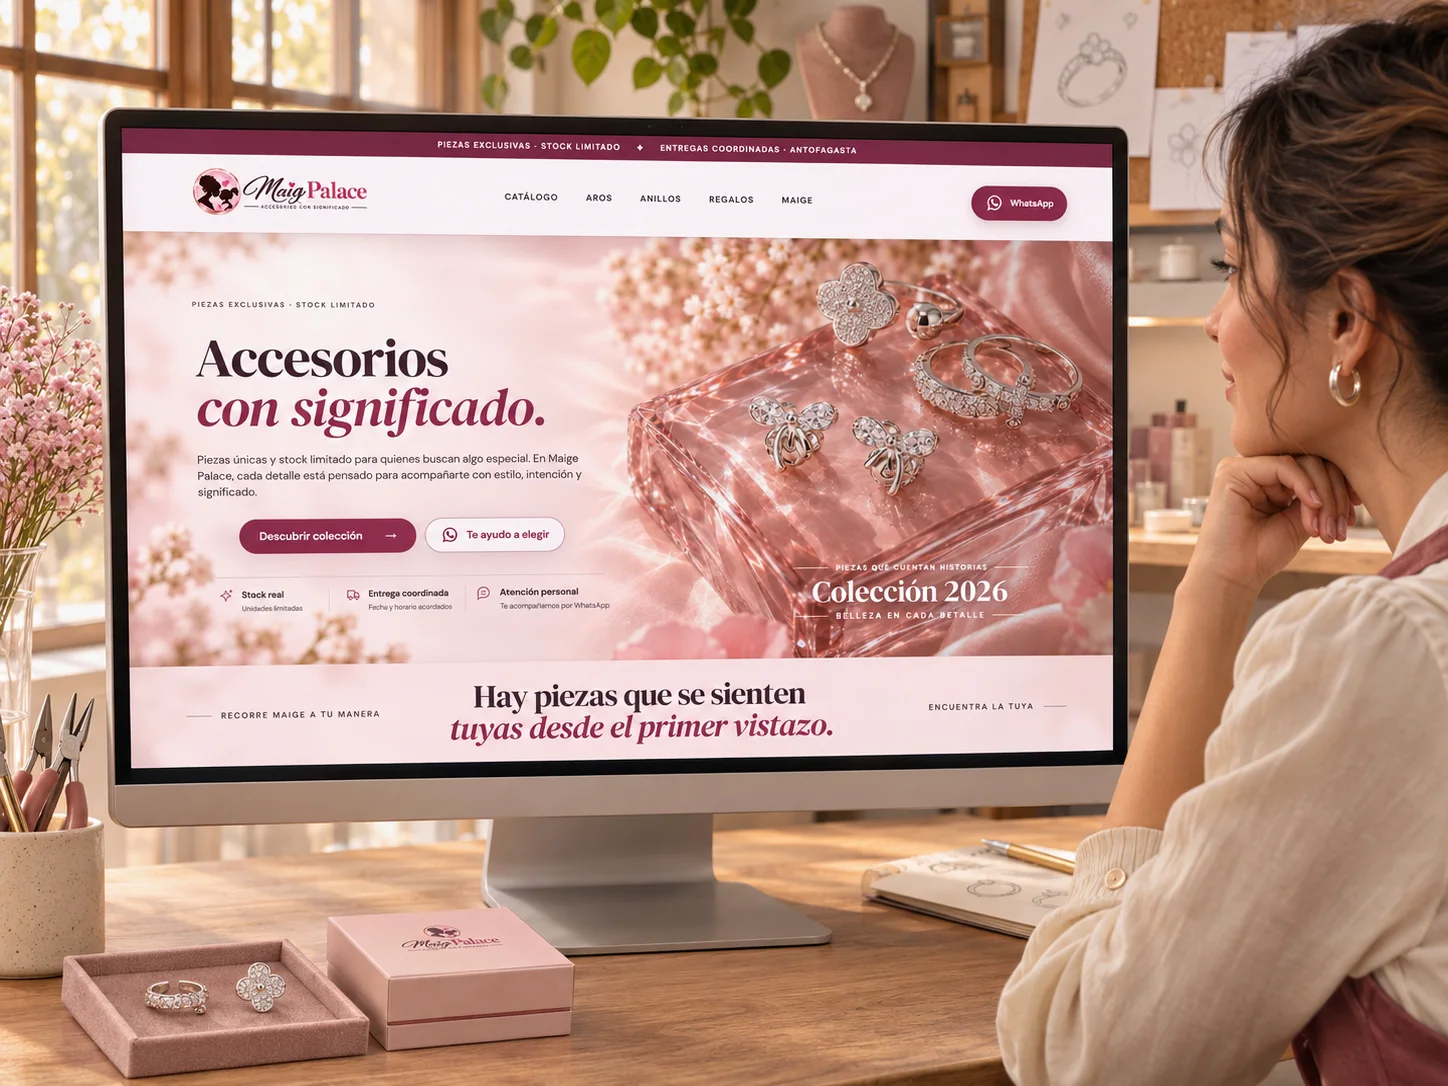 PIEZAS EXCLUSIVAS · STOCK LIMITADO ✦ ENTREGAS COORDINADAS · ANTOFAGASTA
Maig Palace
ACCESORIOS CON SIGNIFICADO
CATÁLOGO AROS ANILLOS REGALOS MAIGE
WhatsApp
PIEZAS EXCLUSIVAS · STOCK LIMITADO
Accesorios
con significado.
Piezas únicas y stock limitado para quienes buscan algo especial. En Maige
Palace, cada detalle está pensado para acompañarte con estilo, intención y
significado.
Descubrir colección →
Te ayudo a elegir
Stock real
Unidades limitadas
Entrega coordinada
Fecha y horario acordados
Atención personal
Te acompañamos por WhatsApp
PIEZAS QUE CUENTAN HISTORIAS
Colección 2026
BELLEZA EN CADA DETALLE
RECORRE MAIGE A TU MANERA
Hay piezas que se sienten
tuyas desde el primer vistazo.
ENCUENTRA LA TUYA
Maig Palace